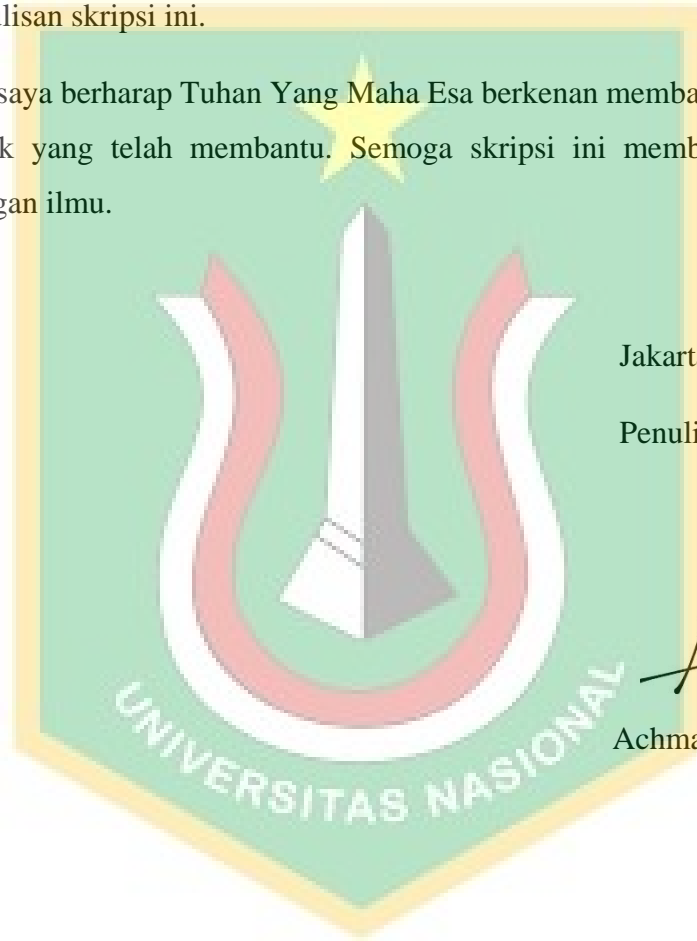 lisan skripsi ini.
saya berharap Tuhan Yang Maha Esa berkenan memba
k yang telah membantu. Semoga skripsi ini memb
gan ilmu.
Jakart
Penuli
Achma
UNIVERSITAS NASIONAL